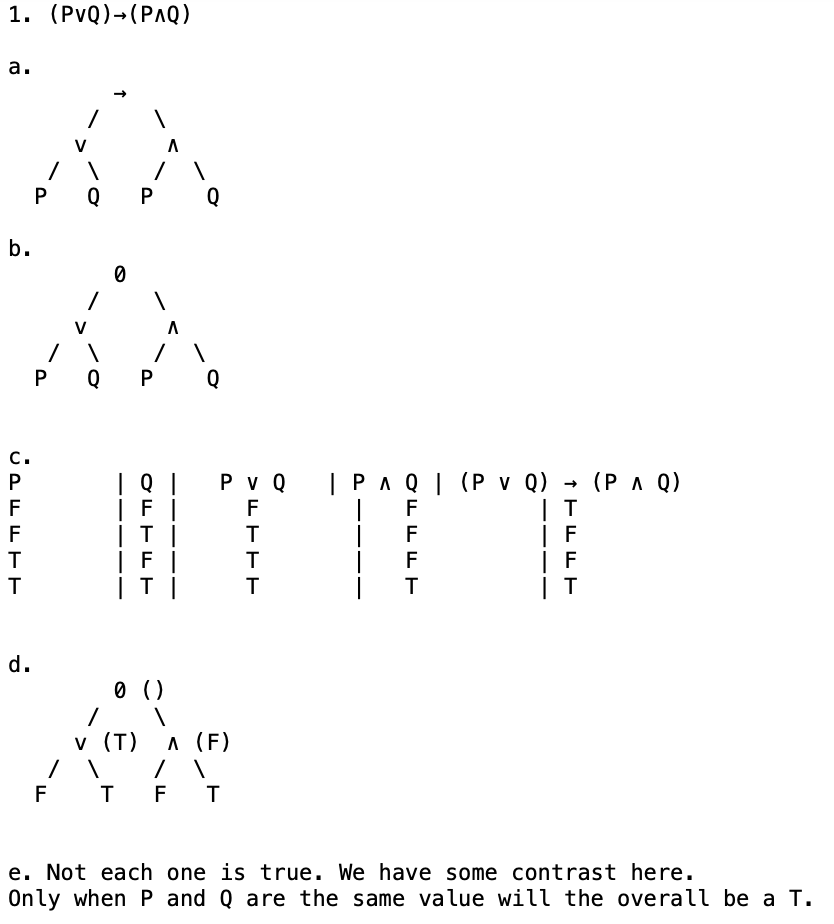 1. (P∨Q)→(P∧Q)
a.
→
/ \
∨ ∧
/ \ / \
P Q P Q
b.
0
/ \
∨ ∧
/ \ / \
P Q P Q
c.
P | Q | P ∨ Q | P ∧ Q | (P ∨ Q) → (P ∧ Q)
F | F | F | F | T
F | T | T | F | F
T | F | T | F | F
T | T | T | T | T
d.
0 ()
/ \
∨ (T) ∧ (F)
/ \ / \
F T F T
e. Not each one is true. We have some contrast here.
Only when P and Q are the same value will the overall be a T.